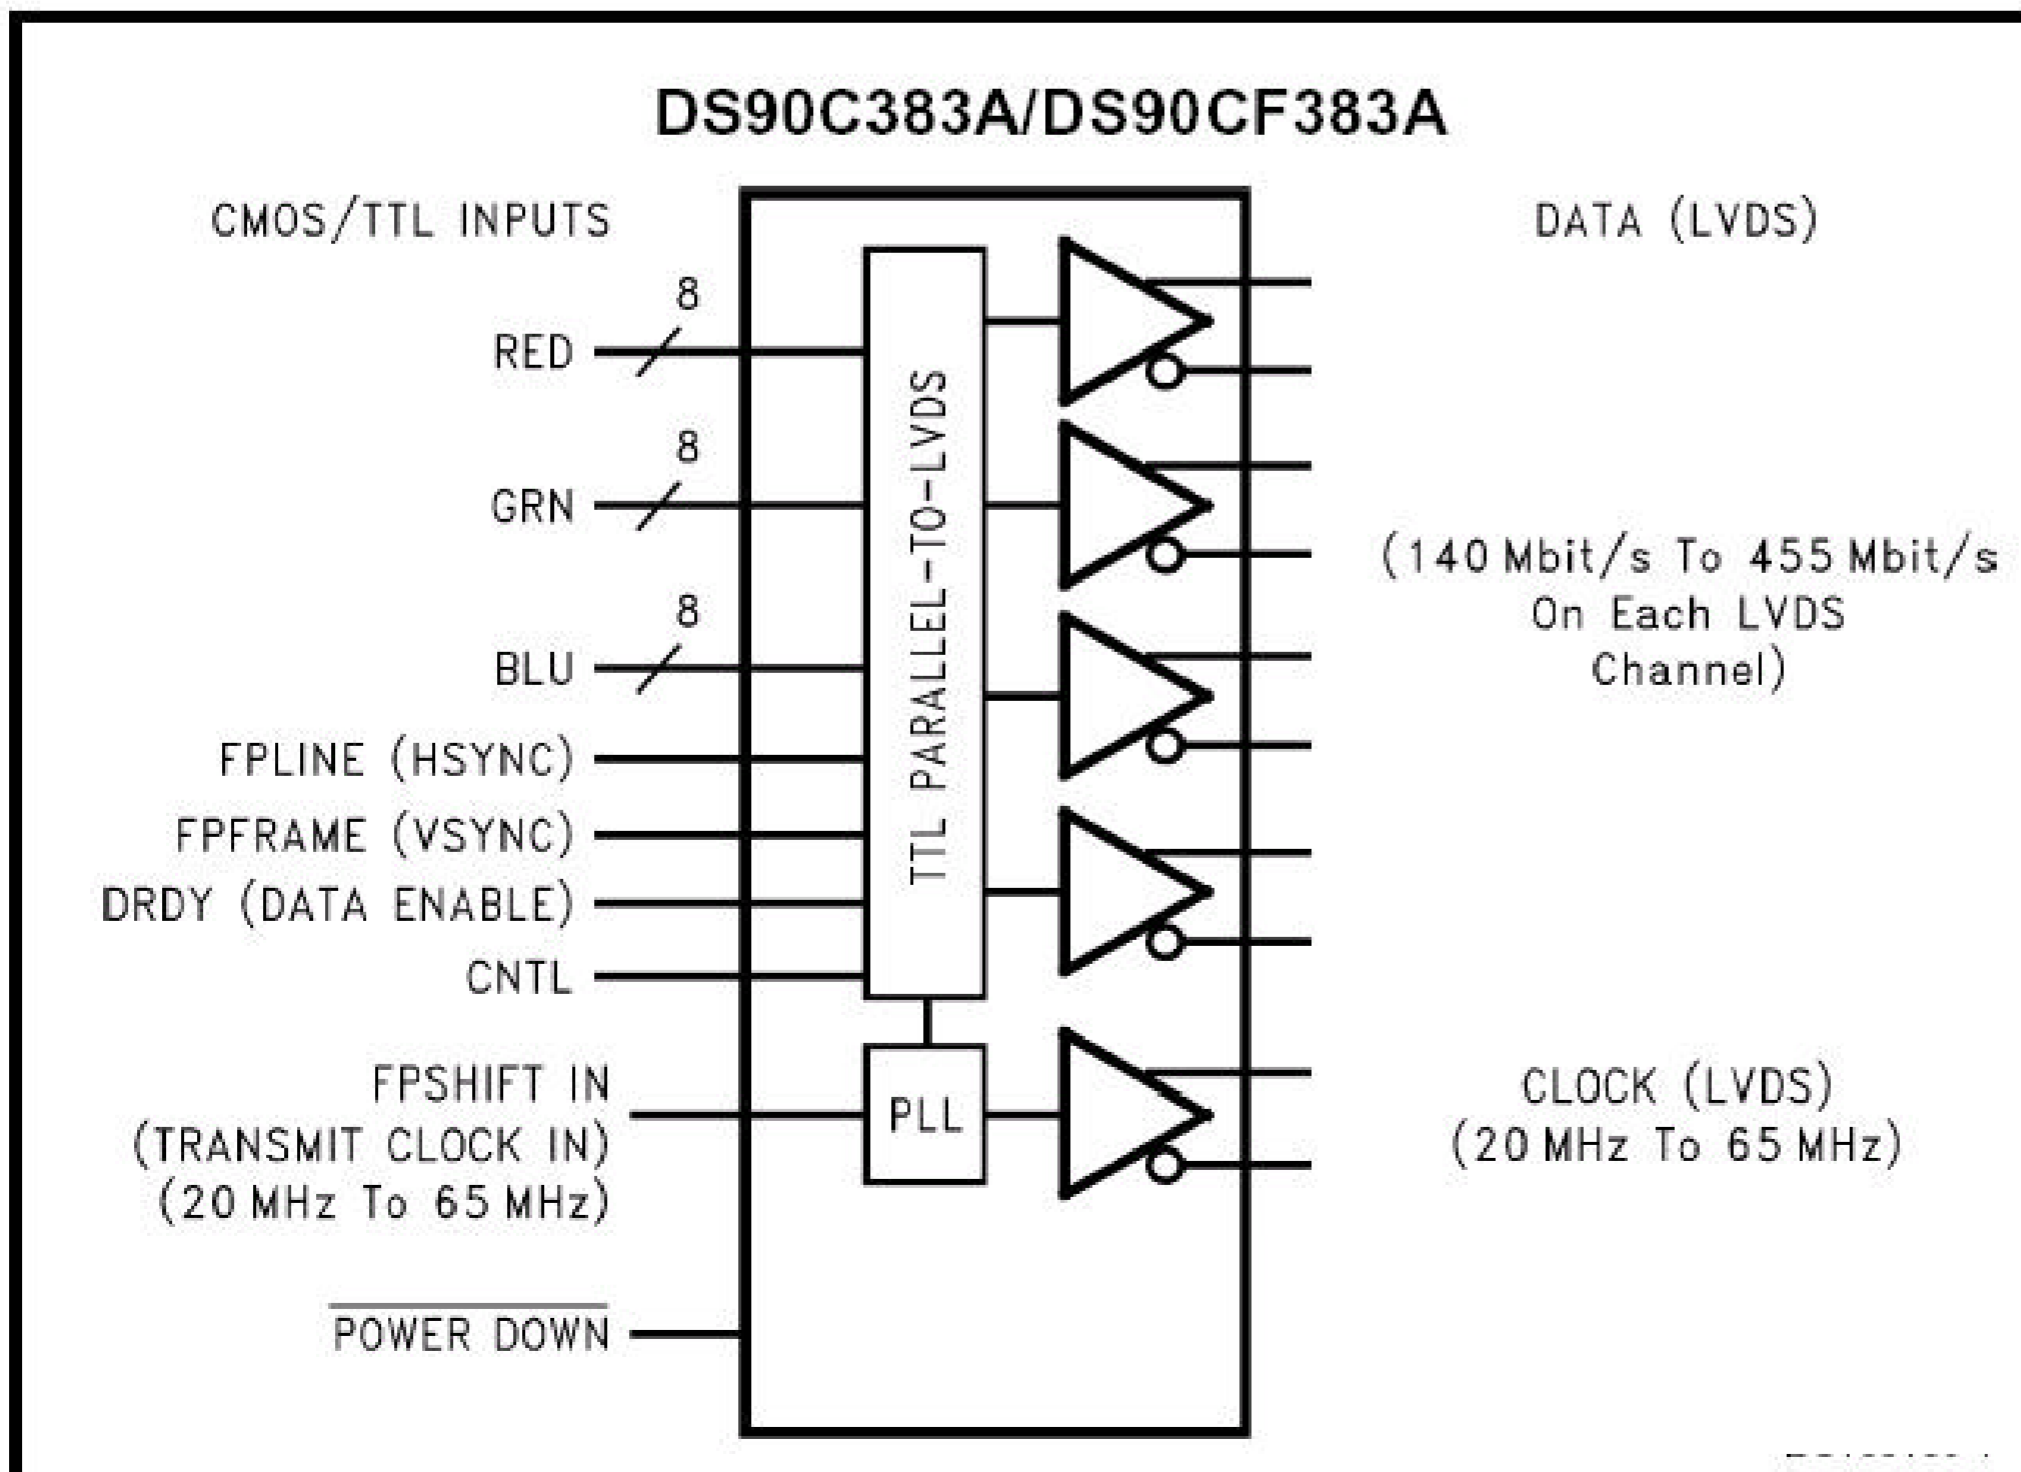 DS90C383A/DS90CF383A
CMOS/TTL INPUTS
DATA (LVDS)
8
RED
8
GRN
8
BLU
FPLINE (HSYNC)
FPFRAME (VSYNC)
DRDY (DATA ENABLE)
CNTL
FPSHIFT IN
(TRANSMIT CLOCK IN)
(20 MHz To 65 MHz)
POWER DOWN
TTL PARALLEL-TO-LVDS
PLL
(140 Mbit/s To 455 Mbit/s
On Each LVDS
Channel)
CLOCK (LVDS)
(20 MHz To 65 MHz)